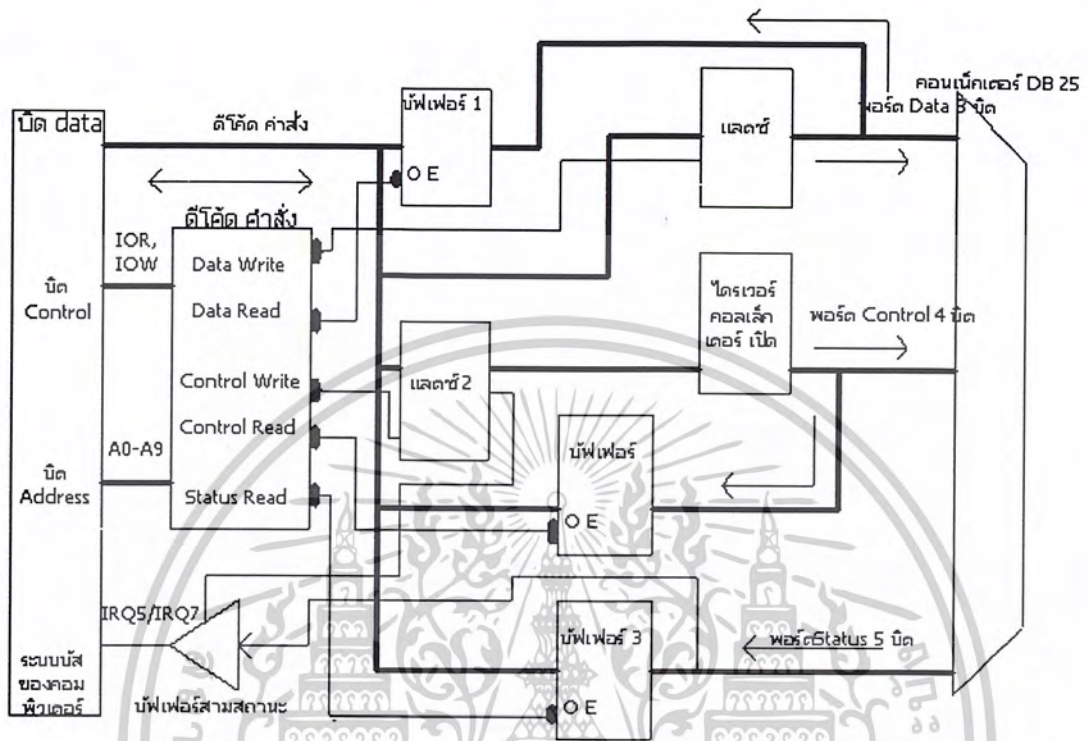 คอนเน็คเตอร์ DB 25
พอร์ต Data 8 บิต
บิต data
ดีโค้ด คำสั่ง
บัฟเฟอร์ 1
O E
แลตช์
ดีโค้ด คำสั่ง
IOR,
IOW
Data Write
บิต
Control
Data Read
ไดรเวอร์
คอลเล็ก
เตอร์ เปิด
พอร์ต Control 4 บิต
แลตช์ 2
Control Write
Control Read
บัฟเฟอร์
O E
A0-A9
บิต
Address
Status Read
IRQ5/IRQ7
บัฟเฟอร์ 3
O E
พอร์ตStatus 5 บิต
ระบบบัส
ของคอม
พิวเตอร์
บัฟเฟอร์สามสถานะ